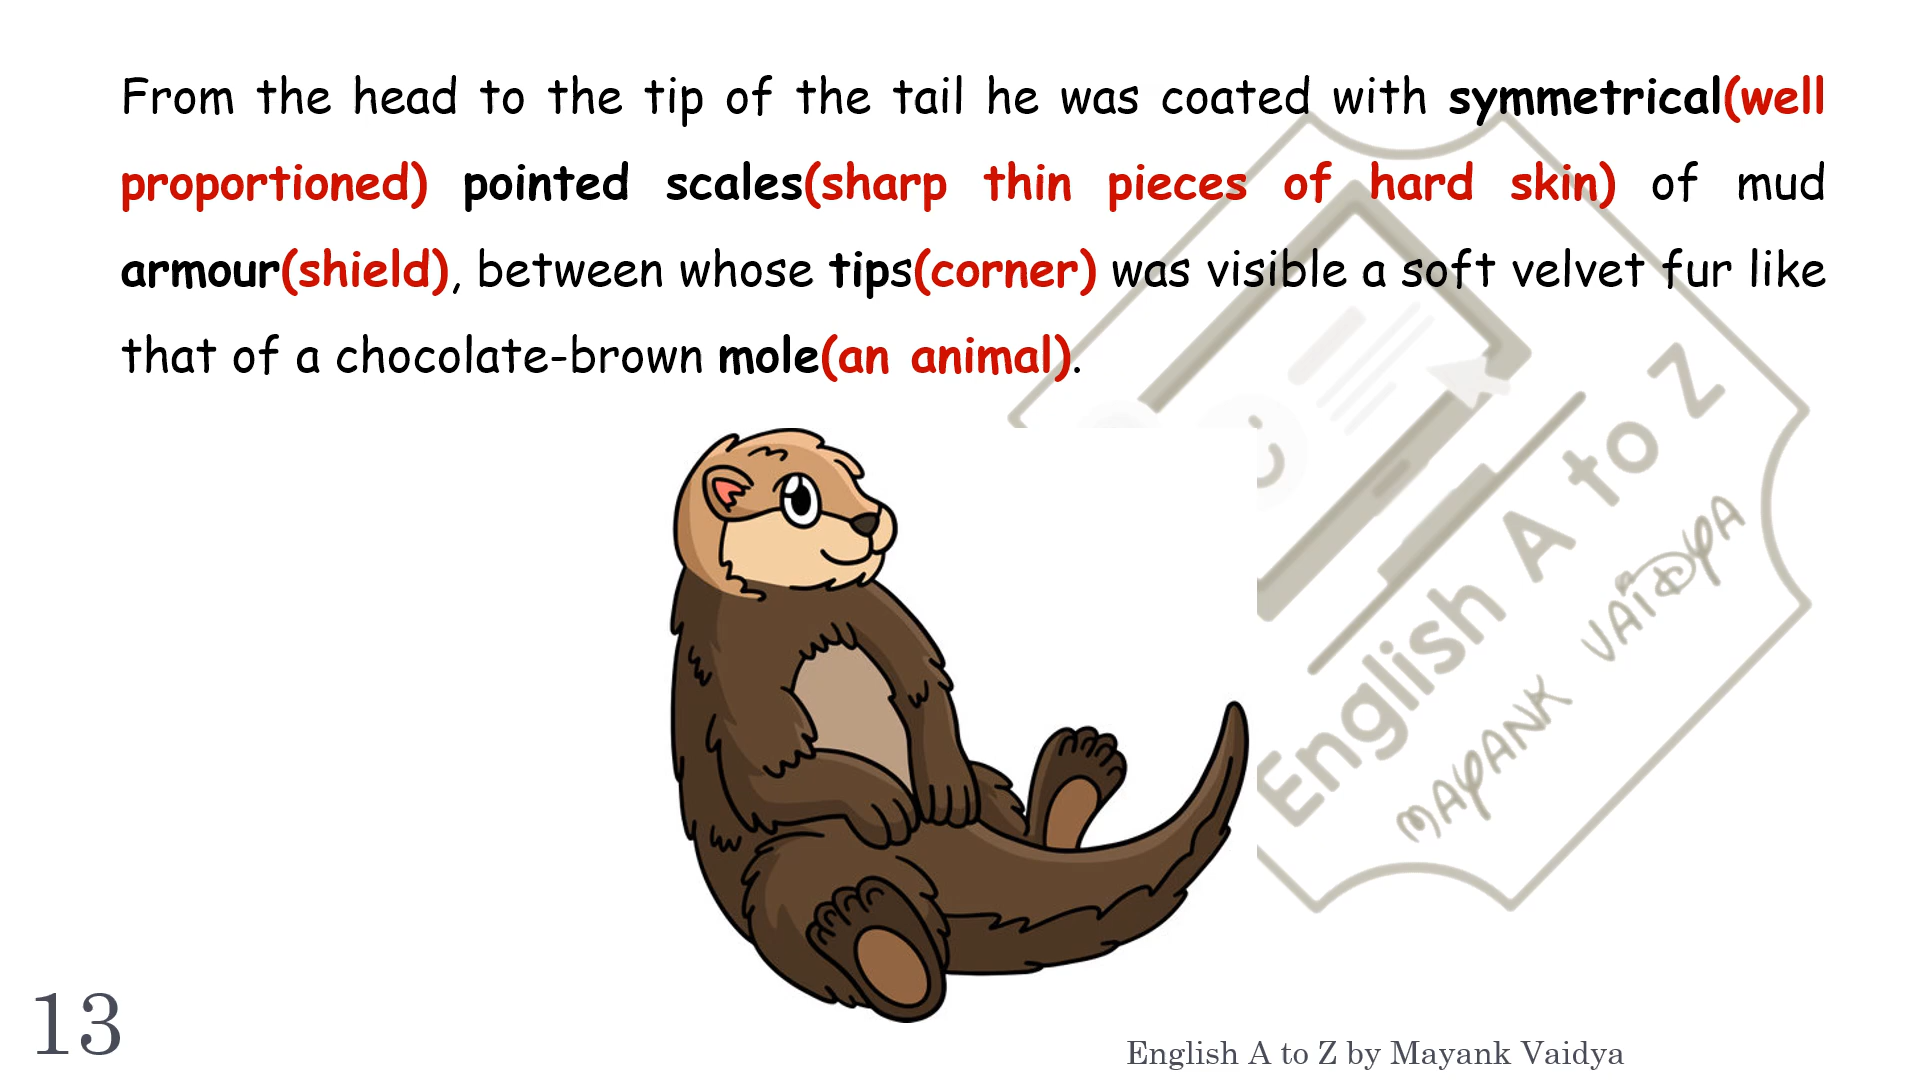 From the head to the tip of the tail he was coated with symmetrical(well
proportioned) pointed scales(sharp thin pieces of hard skin) of mud
armour(shield), between whose tips(corner) was visible a soft velvet fur like
that of a chocolate-brown mole(an animal).
English A to Z
MAYANK VAIDYA
13
English A to Z by Mayank Vaidya